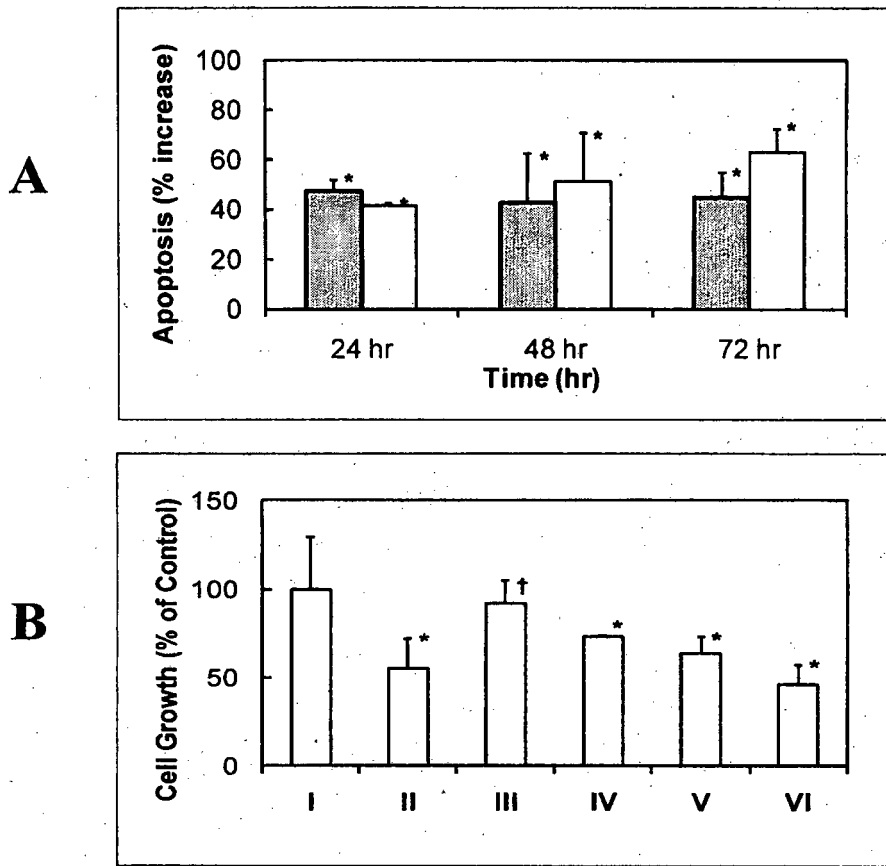 A
Apoptosis (% increase)
100
80
60
40
20
0
* * * * * *
24 hr 48 hr 72 hr
Time (hr)
B
Cell Growth (% of Control)
150
100
50
0
* † * * *
I II III IV V VI